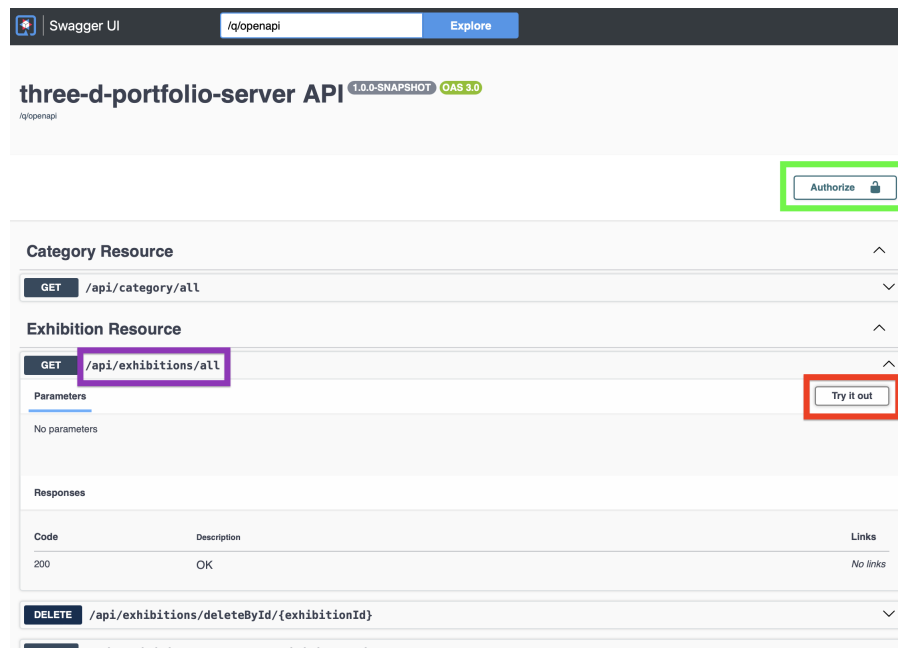 Swagger UI
/q/openapi
Explore
three-d-portfolio-server API 1.0.0-SNAPSHOT OAS 3.0
/q/openapi
Authorize
Category Resource
GET /api/category/all
Exhibition Resource
GET /api/exhibitions/all
Parameters
Try it out
No parameters
Responses
Code Description Links
200 OK No links
DELETE /api/exhibitions/deleteById/{exhibitionId}